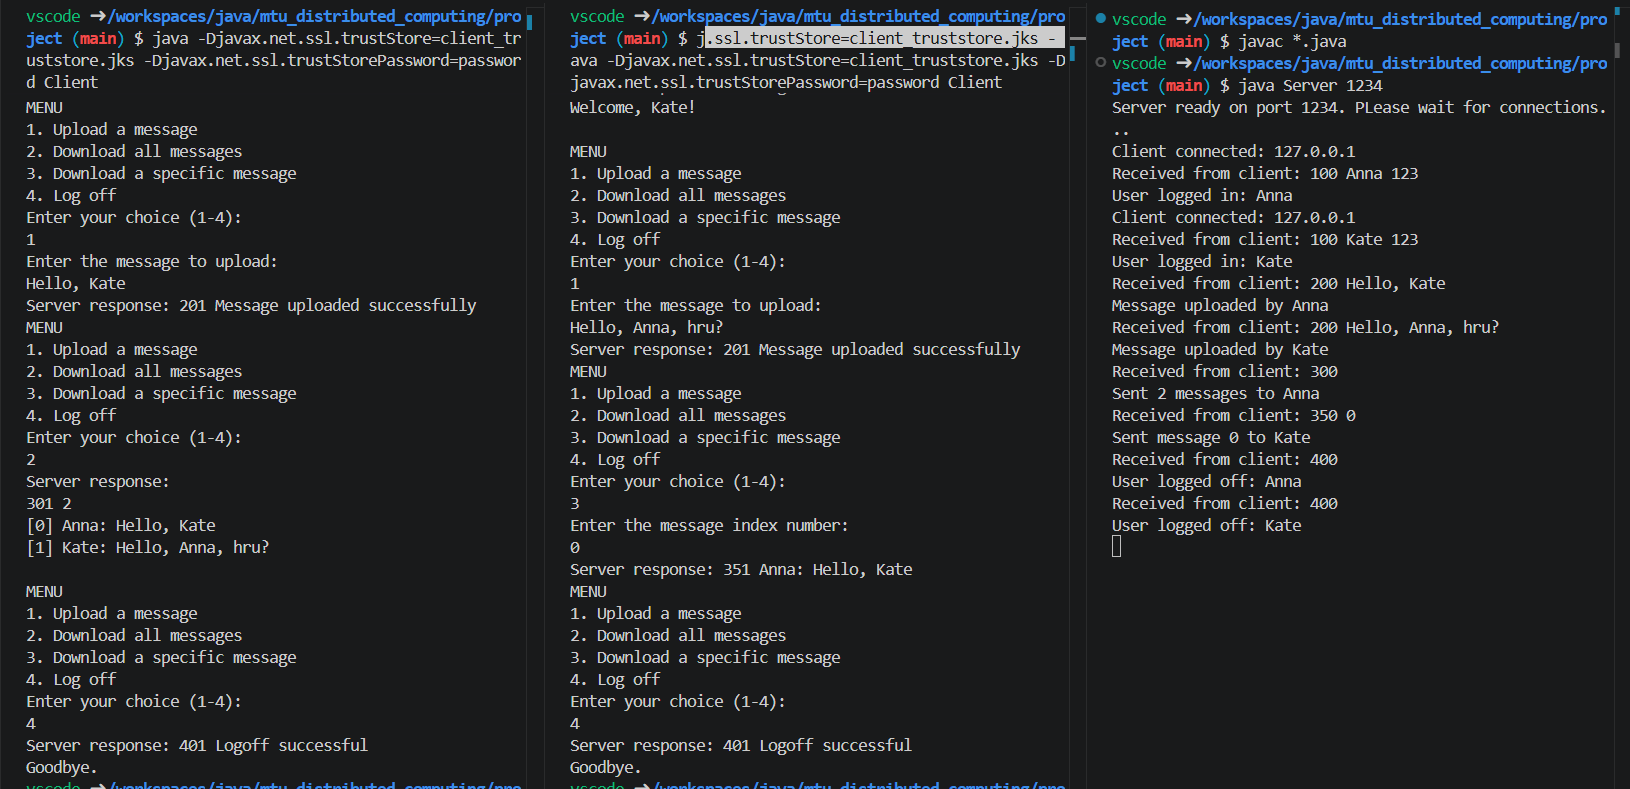 vscode ➜/workspaces/java/mtu_distributed_computing/pro
ject (main) $ java -Djavax.net.ssl.trustStore=client_tr
uststore.jks -Djavax.net.ssl.trustStorePassword=passwor
d Client
MENU
1. Upload a message
2. Download all messages
3. Download a specific message
4. Log off
Enter your choice (1-4):
1
Enter the message to upload:
Hello, Kate
Server response: 201 Message uploaded successfully
MENU
1. Upload a message
2. Download all messages
3. Download a specific message
4. Log off
Enter your choice (1-4):
2
Server response:
301 2
[0] Anna: Hello, Kate
[1] Kate: Hello, Anna, hru?
MENU
1. Upload a message
2. Download all messages
3. Download a specific message
4. Log off
Enter your choice (1-4):
4
Server response: 401 Logoff successful
Goodbye.
vscode ➜/workspaces/java/mtu_distributed_computing/pro
vscode ➜/workspaces/java/mtu_distributed_computing/pro
ject (main) $ j.ssl.trustStore=client_truststore.jks -
ava -Djavax.net.ssl.trustStore=client_truststore.jks -D
javax.net.ssl.trustStorePassword=password Client
Welcome, Kate!
MENU
1. Upload a message
2. Download all messages
3. Download a specific message
4. Log off
Enter your choice (1-4):
1
Enter the message to upload:
Hello, Anna, hru?
Server response: 201 Message uploaded successfully
MENU
1. Upload a message
2. Download all messages
3. Download a specific message
4. Log off
Enter your choice (1-4):
3
Enter the message index number:
0
Server response: 351 Anna: Hello, Kate
MENU
1. Upload a message
2. Download all messages
3. Download a specific message
4. Log off
Enter your choice (1-4):
4
Server response: 401 Logoff successful
Goodbye.
vscode ➜/workspaces/java/mtu_distributed_computing/pro
vscode ➜/workspaces/java/mtu_distributed_computing/pro
ject (main) $ javac *.java
vscode ➜/workspaces/java/mtu_distributed_computing/pro
ject (main) $ java Server 1234
Server ready on port 1234. PLease wait for connections.
..
Client connected: 127.0.0.1
Received from client: 100 Anna 123
User logged in: Anna
Client connected: 127.0.0.1
Received from client: 100 Kate 123
User logged in: Kate
Received from client: 200 Hello, Kate
Message uploaded by Anna
Received from client: 200 Hello, Anna, hru?
Message uploaded by Kate
Received from client: 300
Sent 2 messages to Anna
Received from client: 350 0
Sent message 0 to Kate
Received from client: 400
User logged off: Anna
Received from client: 400
User logged off: Kate